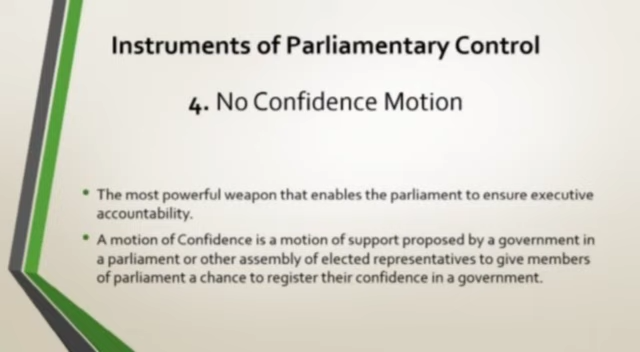 Instruments of Parliamentary Control
4. No Confidence Motion
• The most powerful weapon that enables the parliament to ensure executive
accountability.
• A motion of Confidence is a motion of support proposed by a government in
a parliament or other assembly of elected representatives to give members
of parliament a chance to register their confidence in a government.